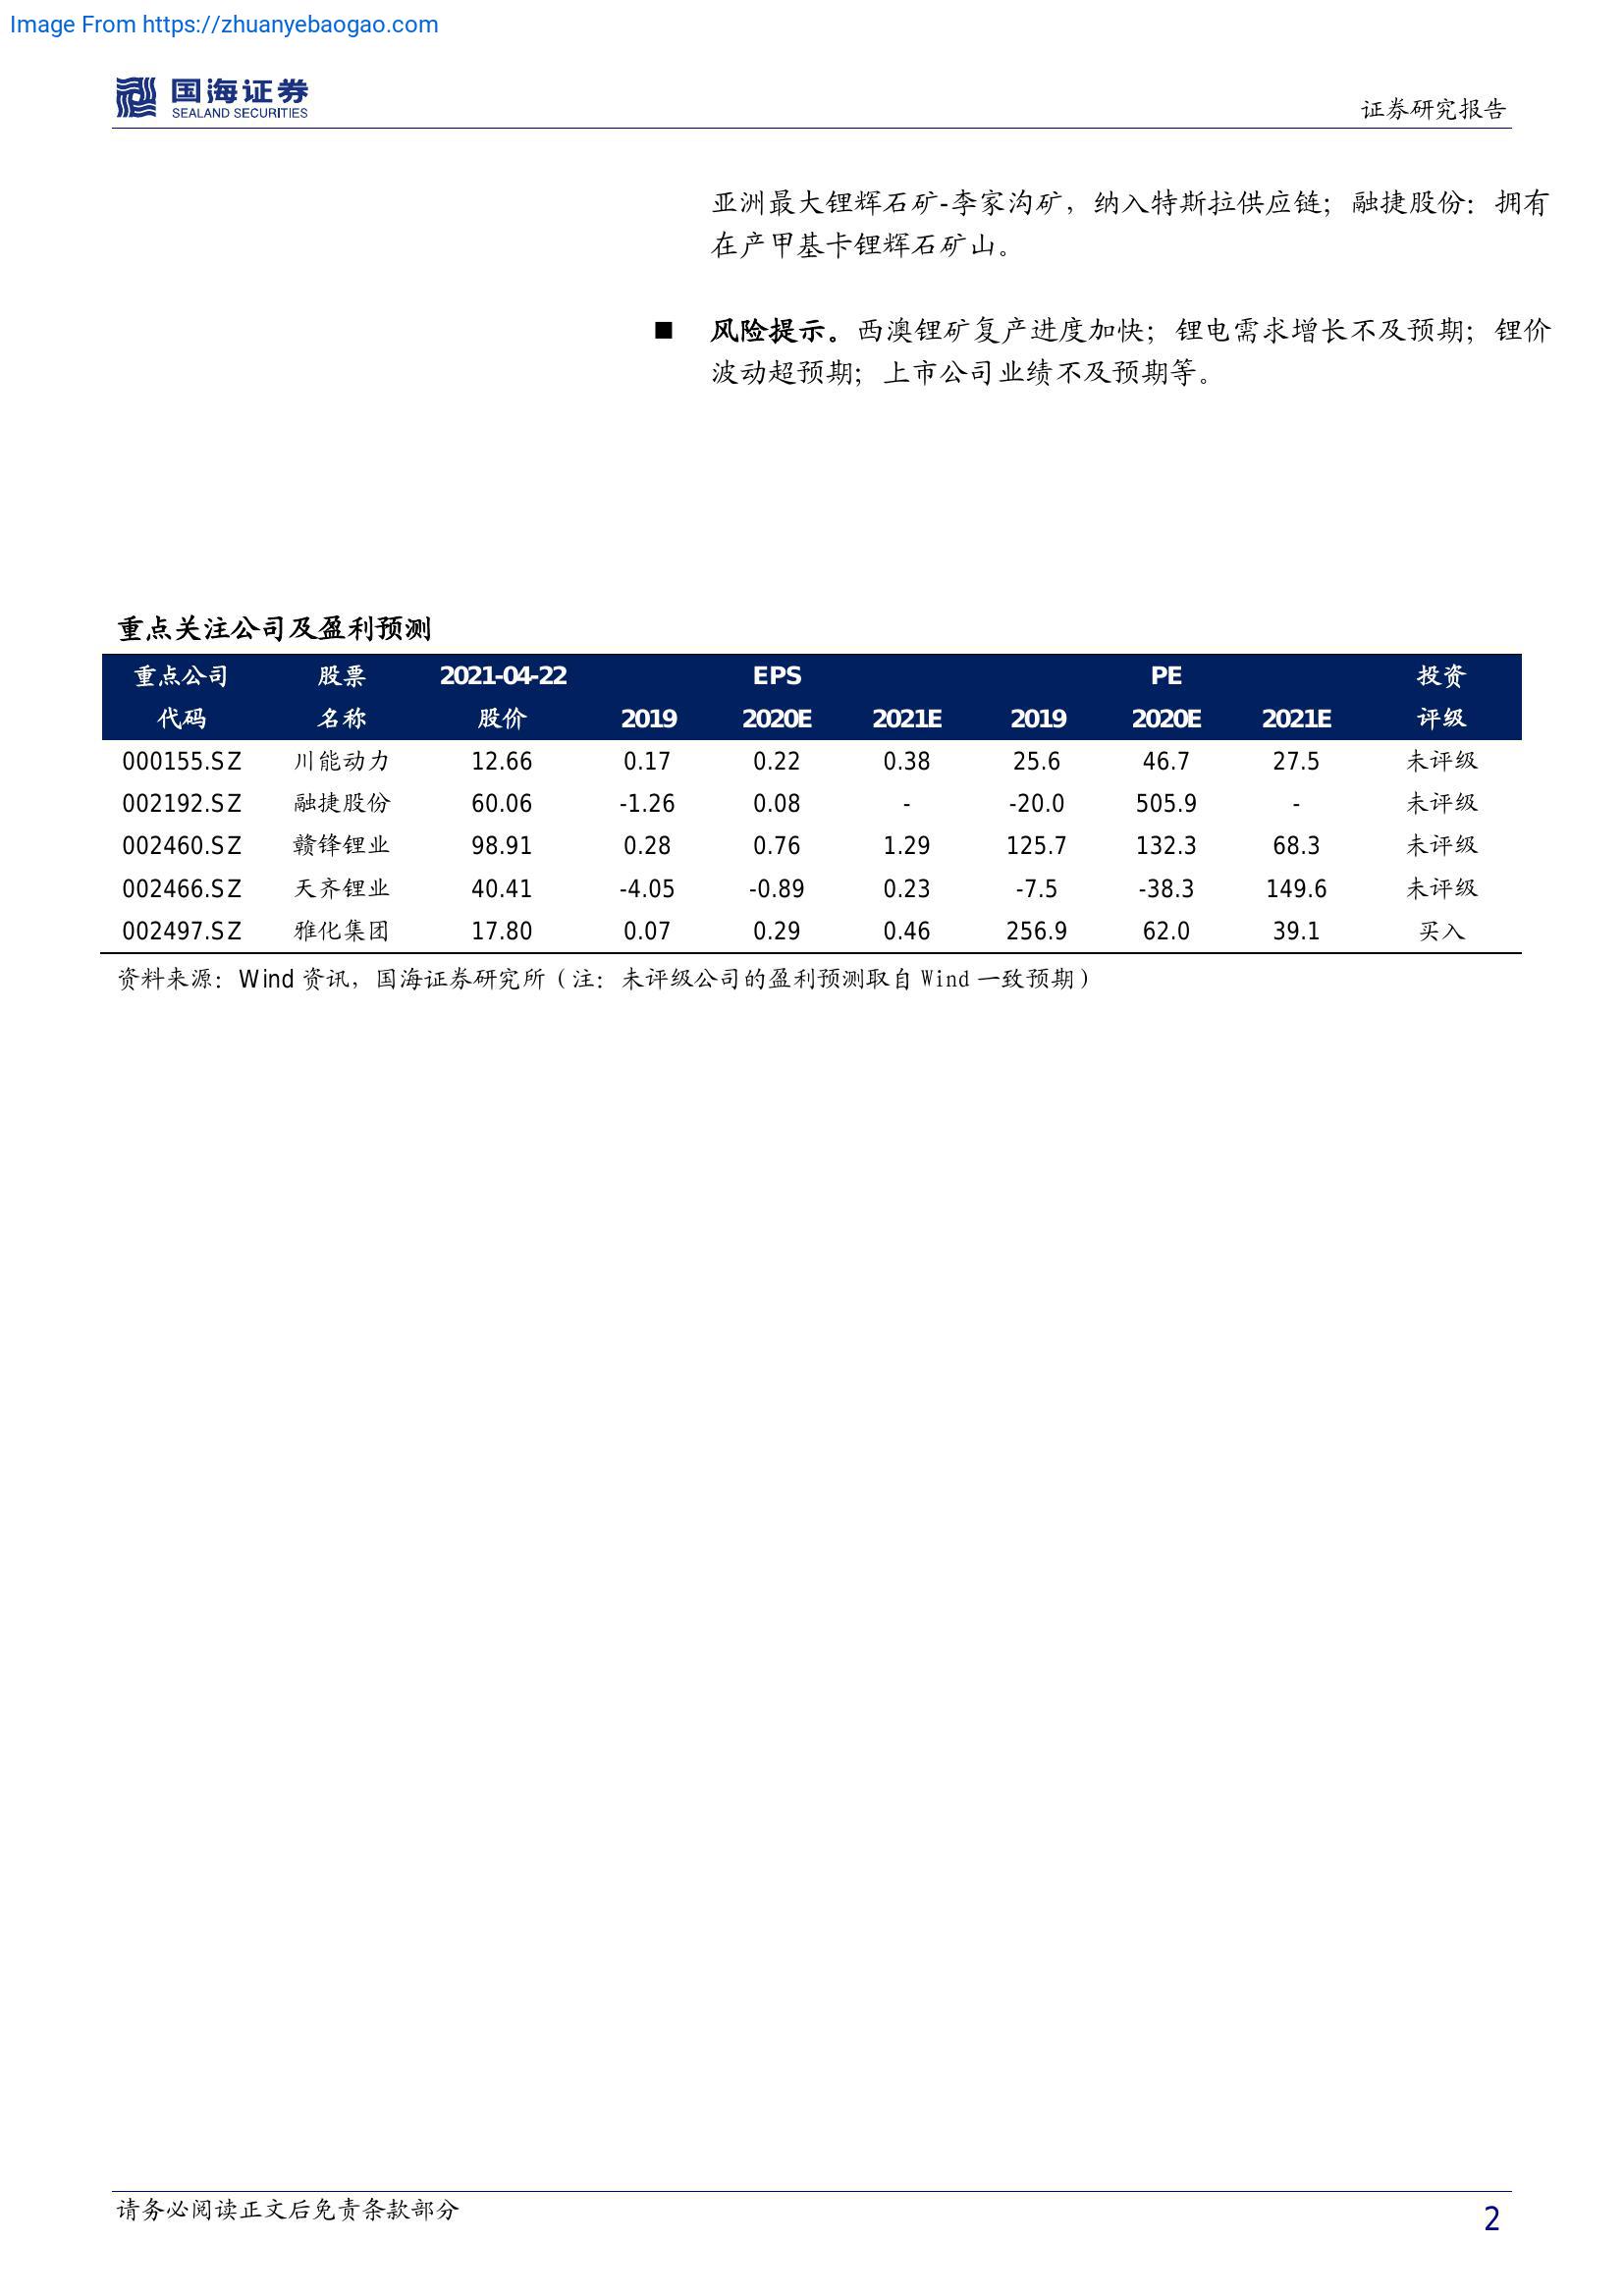 Image From https://zhuanyebaogao.com
国海证券
SEALAND SECURITIES
证券研究报告
亚洲最大锂辉石矿-李家沟矿，纳入特斯拉供应链；融捷股份：拥有
在产甲基卡锂辉石矿山。
■ 风险提示。西澳锂矿复产进度加快；锂电需求增长不及预期；锂价
波动超预期；上市公司业绩不及预期等。
重点关注公司及盈利预测
重点公司 股票 2021-04-22 EPS PE 投资
代码 名称 股价 2019 2020E 2021E 2019 2020E 2021E 评级
000155.SZ 川能动力 12.66 0.17 0.22 0.38 25.6 46.7 27.5 未评级
002192.SZ 融捷股份 60.06 -1.26 0.08 - -20.0 505.9 - 未评级
002460.SZ 赣锋锂业 98.91 0.28 0.76 1.29 125.7 132.3 68.3 未评级
002466.SZ 天齐锂业 40.41 -4.05 -0.89 0.23 -7.5 -38.3 149.6 未评级
002497.SZ 雅化集团 17.80 0.07 0.29 0.46 256.9 62.0 39.1 买入
资料来源：Wind 资讯，国海证券研究所（注：未评级公司的盈利预测取自 Wind 一致预期）
请务必阅读正文后免责条款部分
2